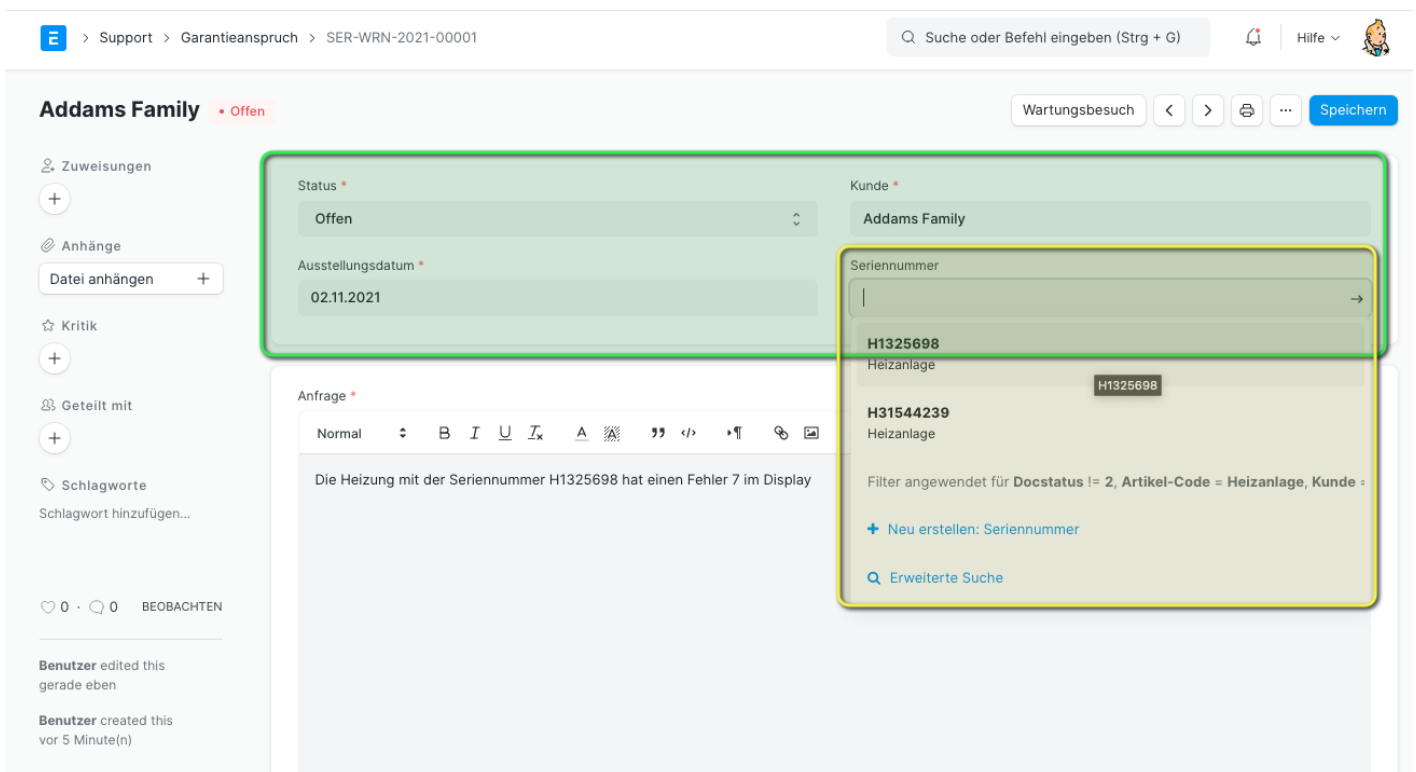 E > Support > Garantieanspruch > SER-WRN-2021-00001
Suche oder Befehl eingeben (Strg + G)
Hilfe
Addams Family • Offen
Wartungsbesuch
Speichern
Zuweisungen
Anhänge
Datei anhängen +
Kritik
Geteilt mit
Schlagworte
Schlagwort hinzufügen...
0 · 0 BEOBACHTEN
Benutzer edited this
gerade eben
Benutzer created this
vor 5 Minute(n)
Status *
Offen
Ausstellungsdatum *
02.11.2021
Kunde *
Addams Family
Seriennummer
H1325698
Heizanlage
H1325698
H31544239
Heizanlage
Filter angewendet für Docstatus != 2, Artikel-Code = Heizanlage, Kunde =
+ Neu erstellen: Seriennummer
Erweiterte Suche
Anfrage *
Normal
Die Heizung mit der Seriennummer H1325698 hat einen Fehler 7 im Display